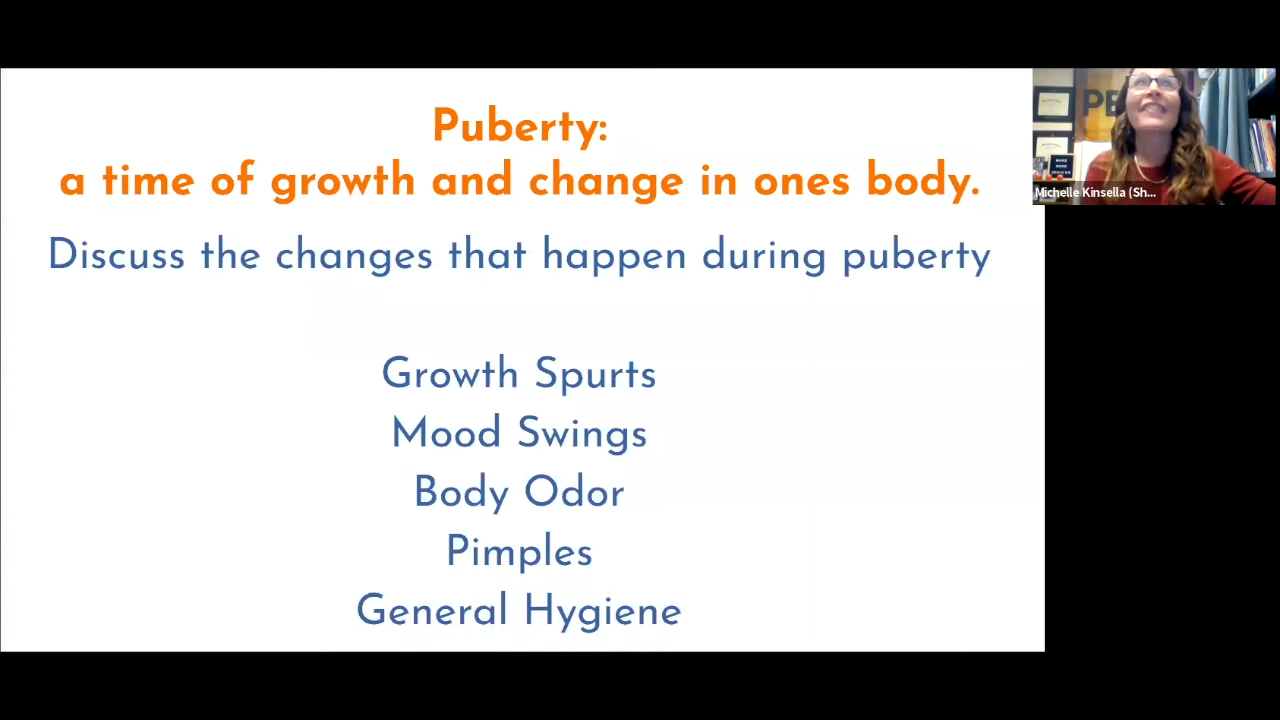 Puberty:
a time of growth and change in ones body.
Discuss the changes that happen during puberty
Growth Spurts
Mood Swings
Body Odor
Pimples
General Hygiene
PE
Michelle Kinsella (Sh...